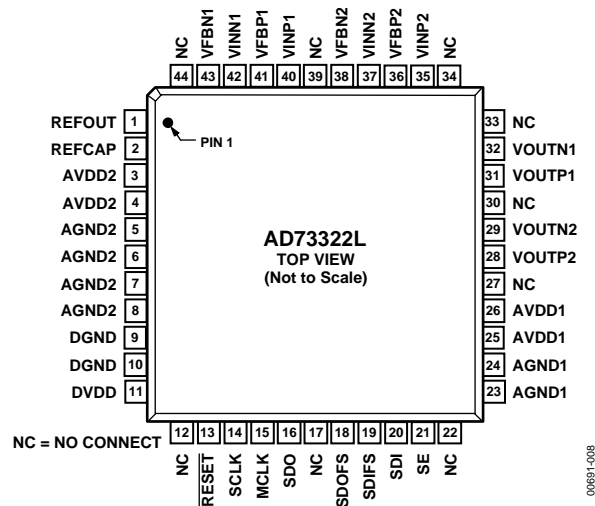 NC
VFBN1
VINN1
VFBP1
VINP1
NC
VFBN2
VINN2
VFBP2
VINP2
NC
44 43 42 41 40 39 38 37 36 35 34
REFOUT 1
REFCAP 2
AVDD2 3
AVDD2 4
AGND2 5
AGND2 6
AGND2 7
AGND2 8
DGND 9
DGND 10
DVDD 11
PIN 1
AD73322L
TOP VIEW
(Not to Scale)
33 NC
32 VOUTN1
31 VOUTP1
30 NC
29 VOUTN2
28 VOUTP2
27 NC
26 AVDD1
25 AVDD1
24 AGND1
23 AGND1
NC = NO CONNECT
12 13 14 15 16 17 18 19 20 21 22
NC
RESET
SCLK
MCLK
SDO
NC
SDOFS
SDIFS
SDI
SE
NC
00691-008